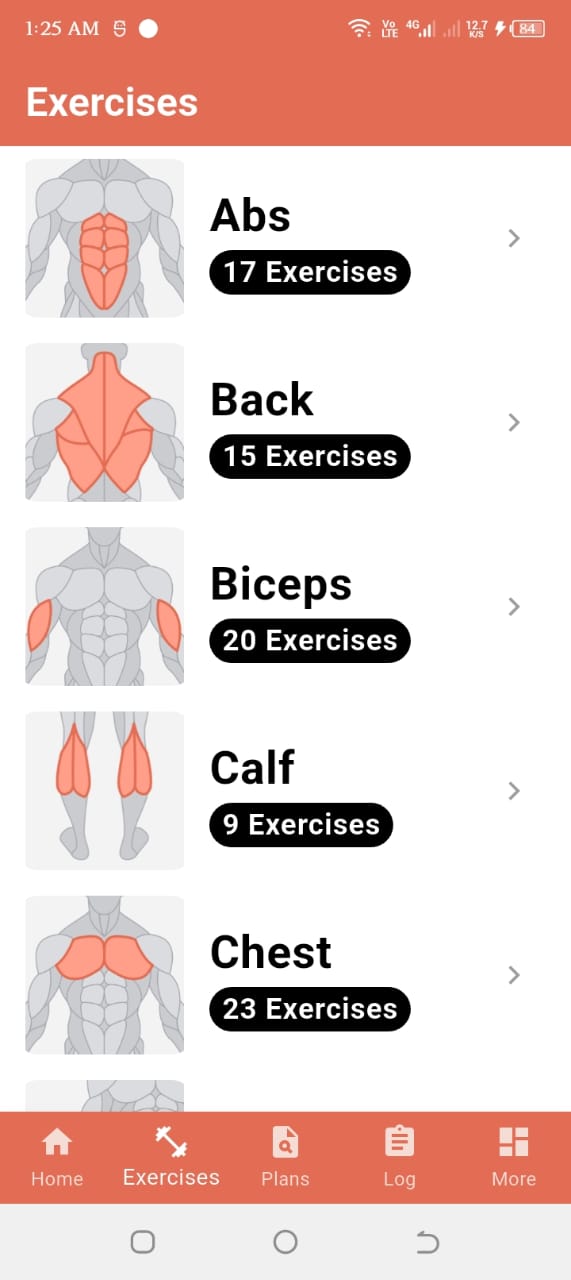 1:25 AM
Vo LTE 4G 12.7 K/S 84
Exercises
Abs
17 Exercises
Back
15 Exercises
Biceps
20 Exercises
Calf
9 Exercises
Chest
23 Exercises
Home Exercises Plans Log More